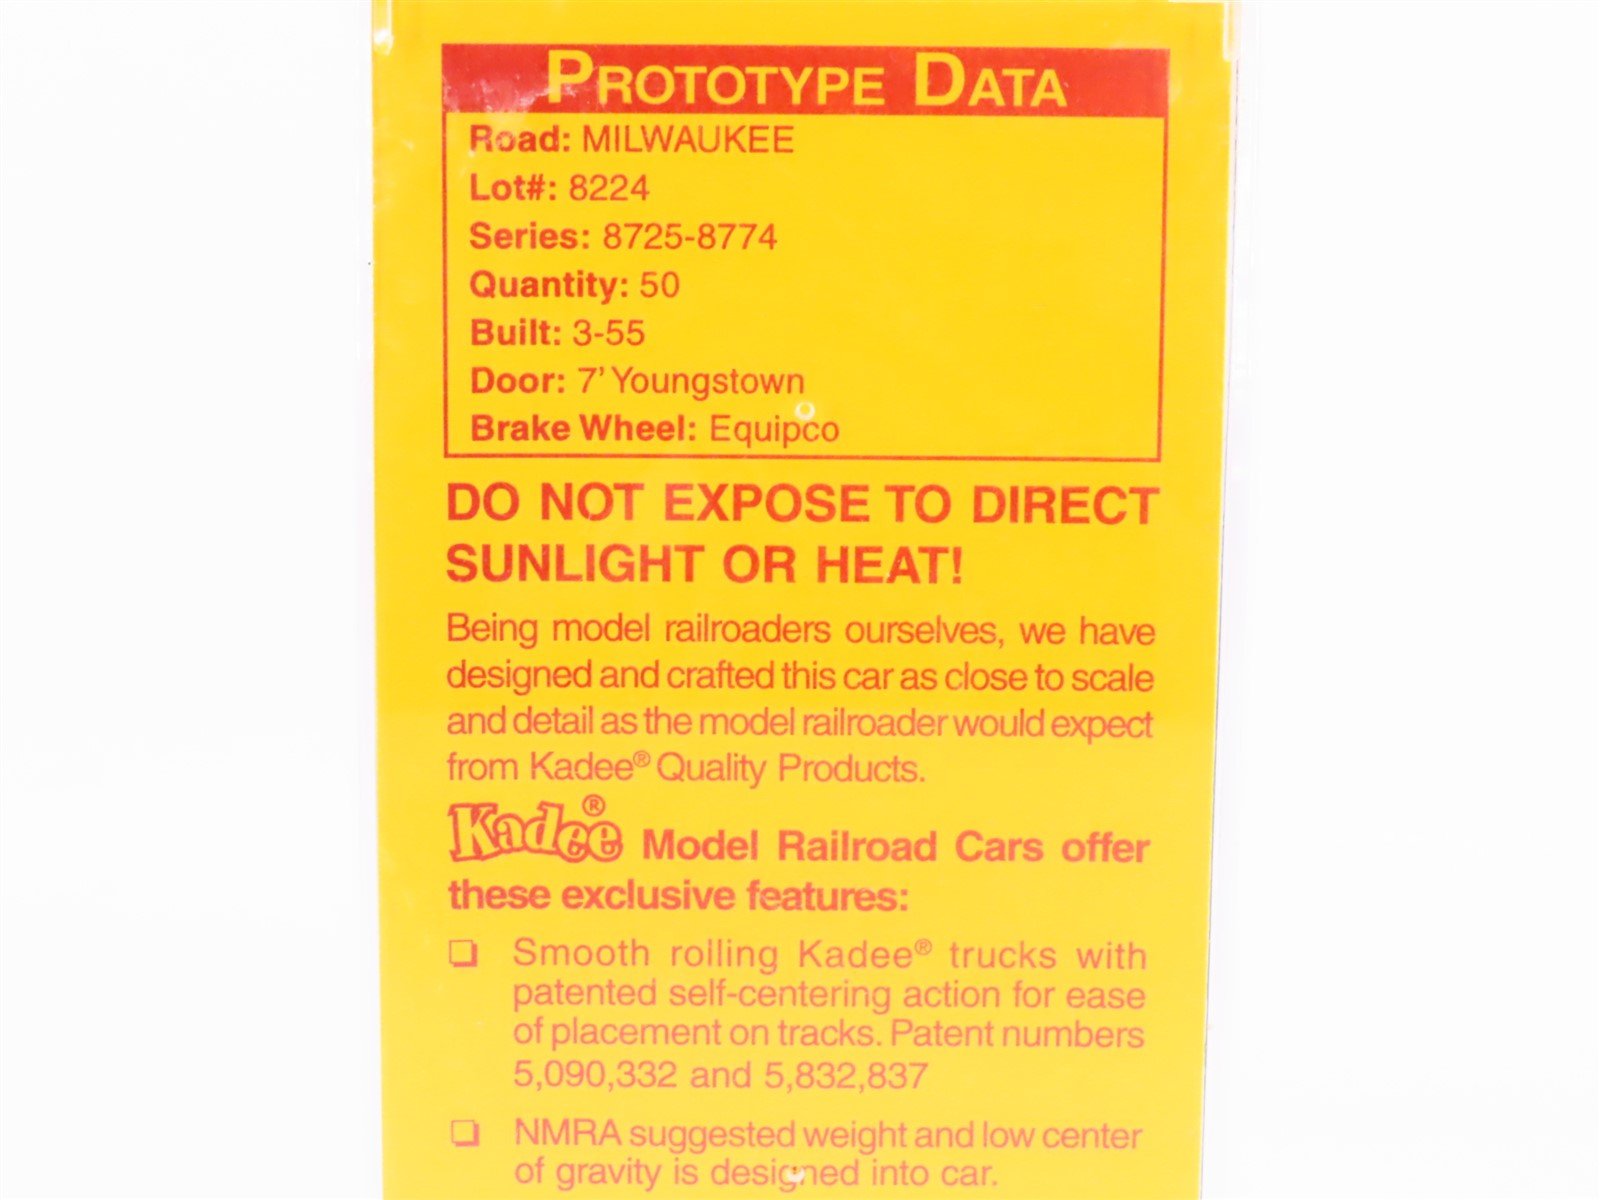 PROTOTYPE DATA
Road: MILWAUKEE
Lot#: 8224
Series: 8725-8774
Quantity: 50
Built: 3-55
Door: 7' Youngstown
Brake Wheel: Equipco
DO NOT EXPOSE TO DIRECT
SUNLIGHT OR HEAT!
Being model railroaders ourselves, we have
designed and crafted this car as close to scale
and detail as the model railroader would expect
from Kadee® Quality Products.
Kadee® Model Railroad Cars offer
these exclusive features:
❏ Smooth rolling Kadee® trucks with
patented self-centering action for ease
of placement on tracks. Patent numbers
5,090,332 and 5,832,837
❏ NMRA suggested weight and low center
of gravity is designed into car.